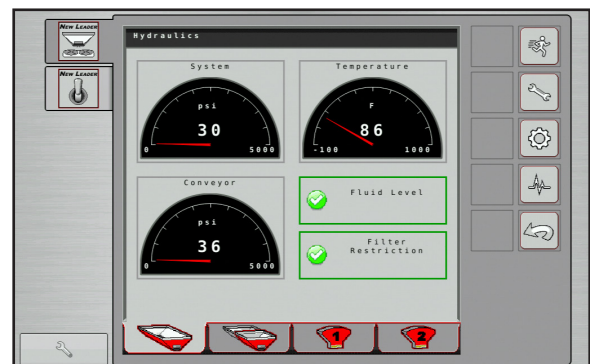 NEW LEADER
NEW LEADER
Hydraulics
System
psi
30
0 5000
Temperature
F
86
-100 1000
Conveyor
psi
36
0 5000
Fluid Level
Filter
Restriction
1
2